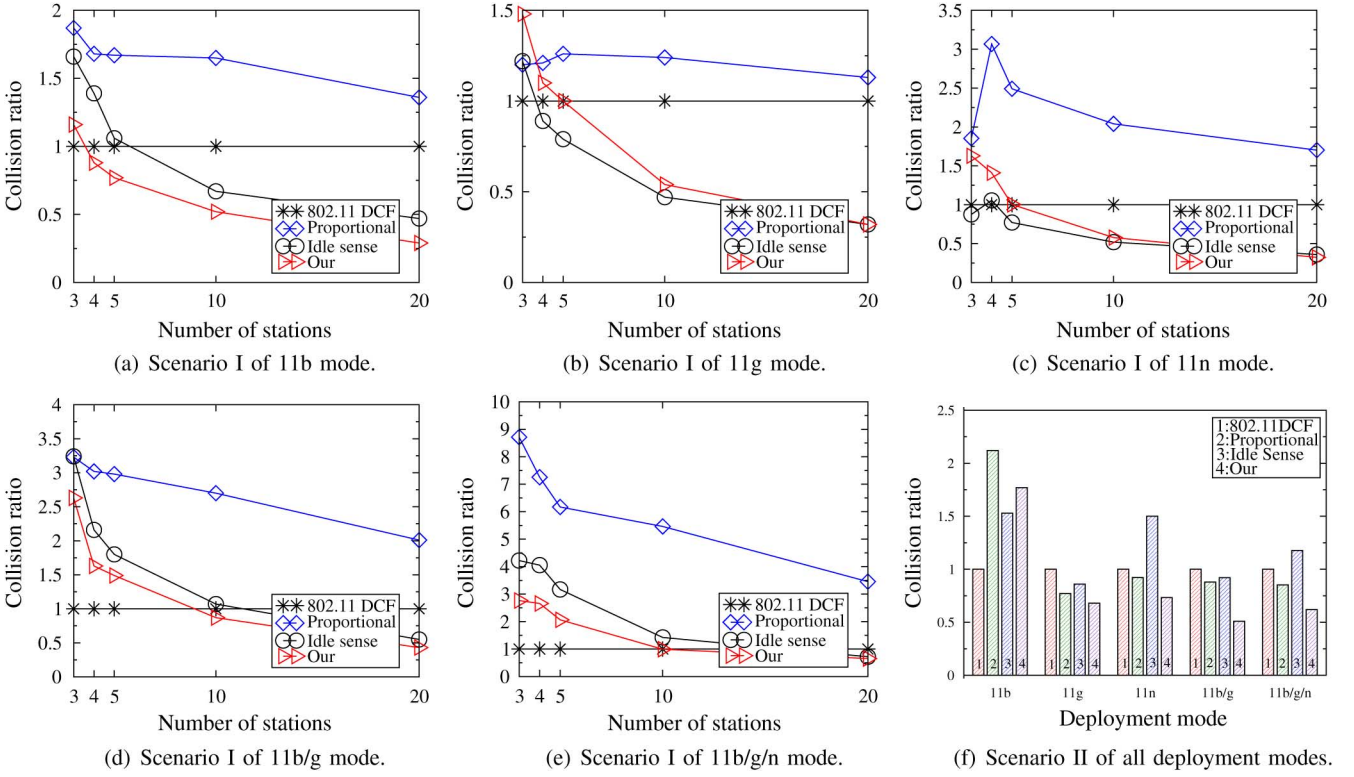 2
1.5
1
0.5
0
Collision ratio
3 4 5 10 20
Number of stations
802.11 DCF
Proportional
Idle sense
Our
(a) Scenario I of 11b mode.
1.5
1
0.5
0
Collision ratio
3 4 5 10 20
Number of stations
802.11 DCF
Proportional
Idle sense
Our
(b) Scenario I of 11g mode.
3.5
3
2.5
2
1.5
1
0.5
0
Collision ratio
3 4 5 10 20
Number of stations
802.11 DCF
Proportional
Idle sense
Our
(c) Scenario I of 11n mode.
4
3.5
3
2.5
2
1.5
1
0.5
0
Collision ratio
3 4 5 10 20
Number of stations
802.11 DCF
Proportional
Idle sense
Our
(d) Scenario I of 11b/g mode.
10
9
8
7
6
5
4
3
2
1
0
Collision ratio
3 4 5 10 20
Number of stations
802.11 DCF
Proportional
Idle sense
Our
(e) Scenario I of 11b/g/n mode.
2.5
2
1.5
1
0.5
0
Collision ratio
1:802.11DCF
2:Proportional
3:Idle Sense
4:Our
1 2 3 4 1 2 3 4 1 2 3 4 1 2 3 4 1 2 3 4
11b 11g 11n 11b/g 11b/g/n
Deployment mode
(f) Scenario II of all deployment modes.